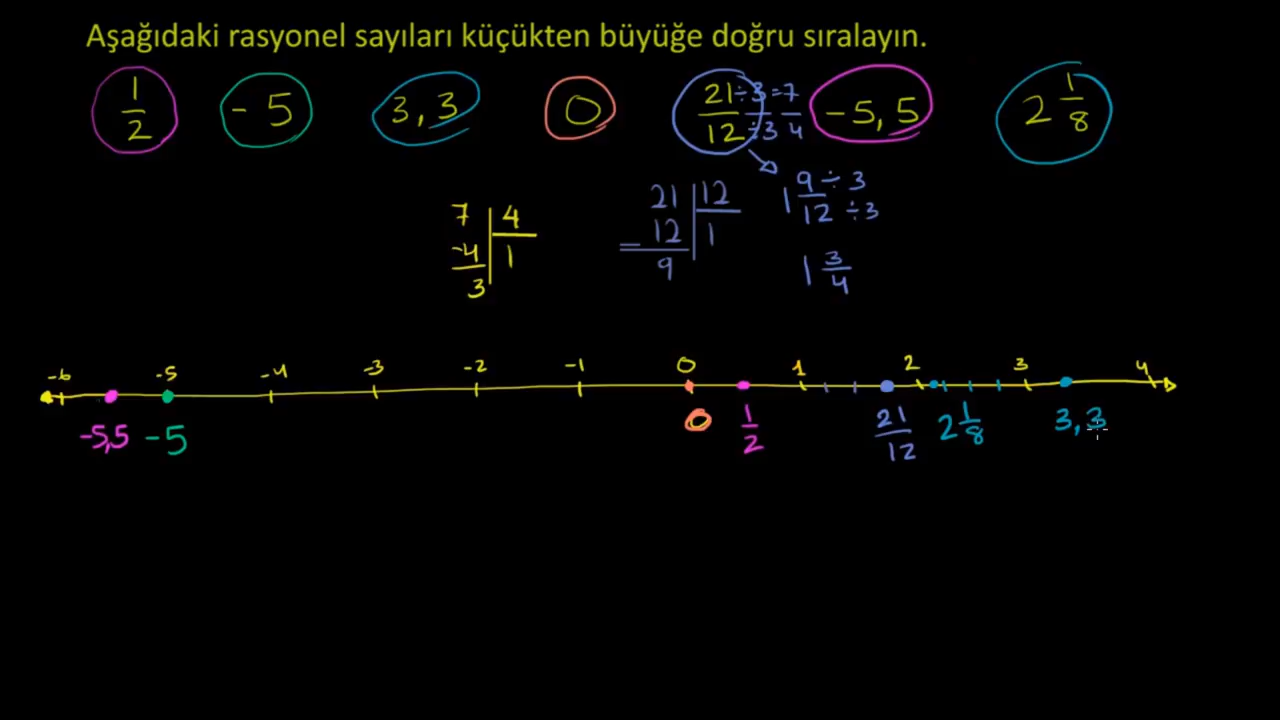 Aşağıdaki rasyonel sayıları küçükten büyüğe doğru sıralayın.
1/2 -5 3,3 0 21÷3/12÷3 = 7/4 -5,5 2 1/8
7 | 4 21 | 12 1 9÷3/12÷3
-4 | 1 - 12 | 1
3 9 1 3/4
-6 -5 -4 -3 -2 -1 0 1 2 3 4
-5,5 -5 0 1/2 21/12 2 1/8 3,3